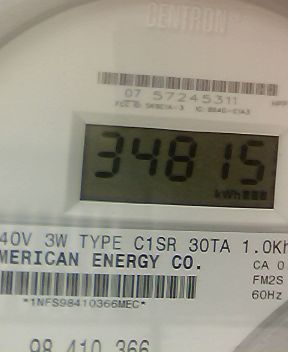 CENTRON
07 57245311
34815
kWh
40V 3W TYPE C1SR 30TA 1.0Kh
MERICAN ENERGY CO.
CA 0
FM2S
*1NFS98410366MEC*
60Hz
98 410 366